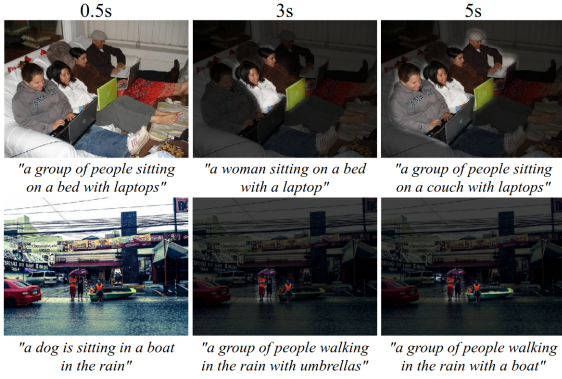 0.5s
3s
5s
"a group of people sitting
on a bed with laptops"
"a woman sitting on a bed
with a laptop"
"a group of people sitting
on a couch with laptops"
"a dog is sitting in a boat
in the rain"
"a group of people walking
in the rain with umbrellas"
"a group of people walking
in the rain with a boat"